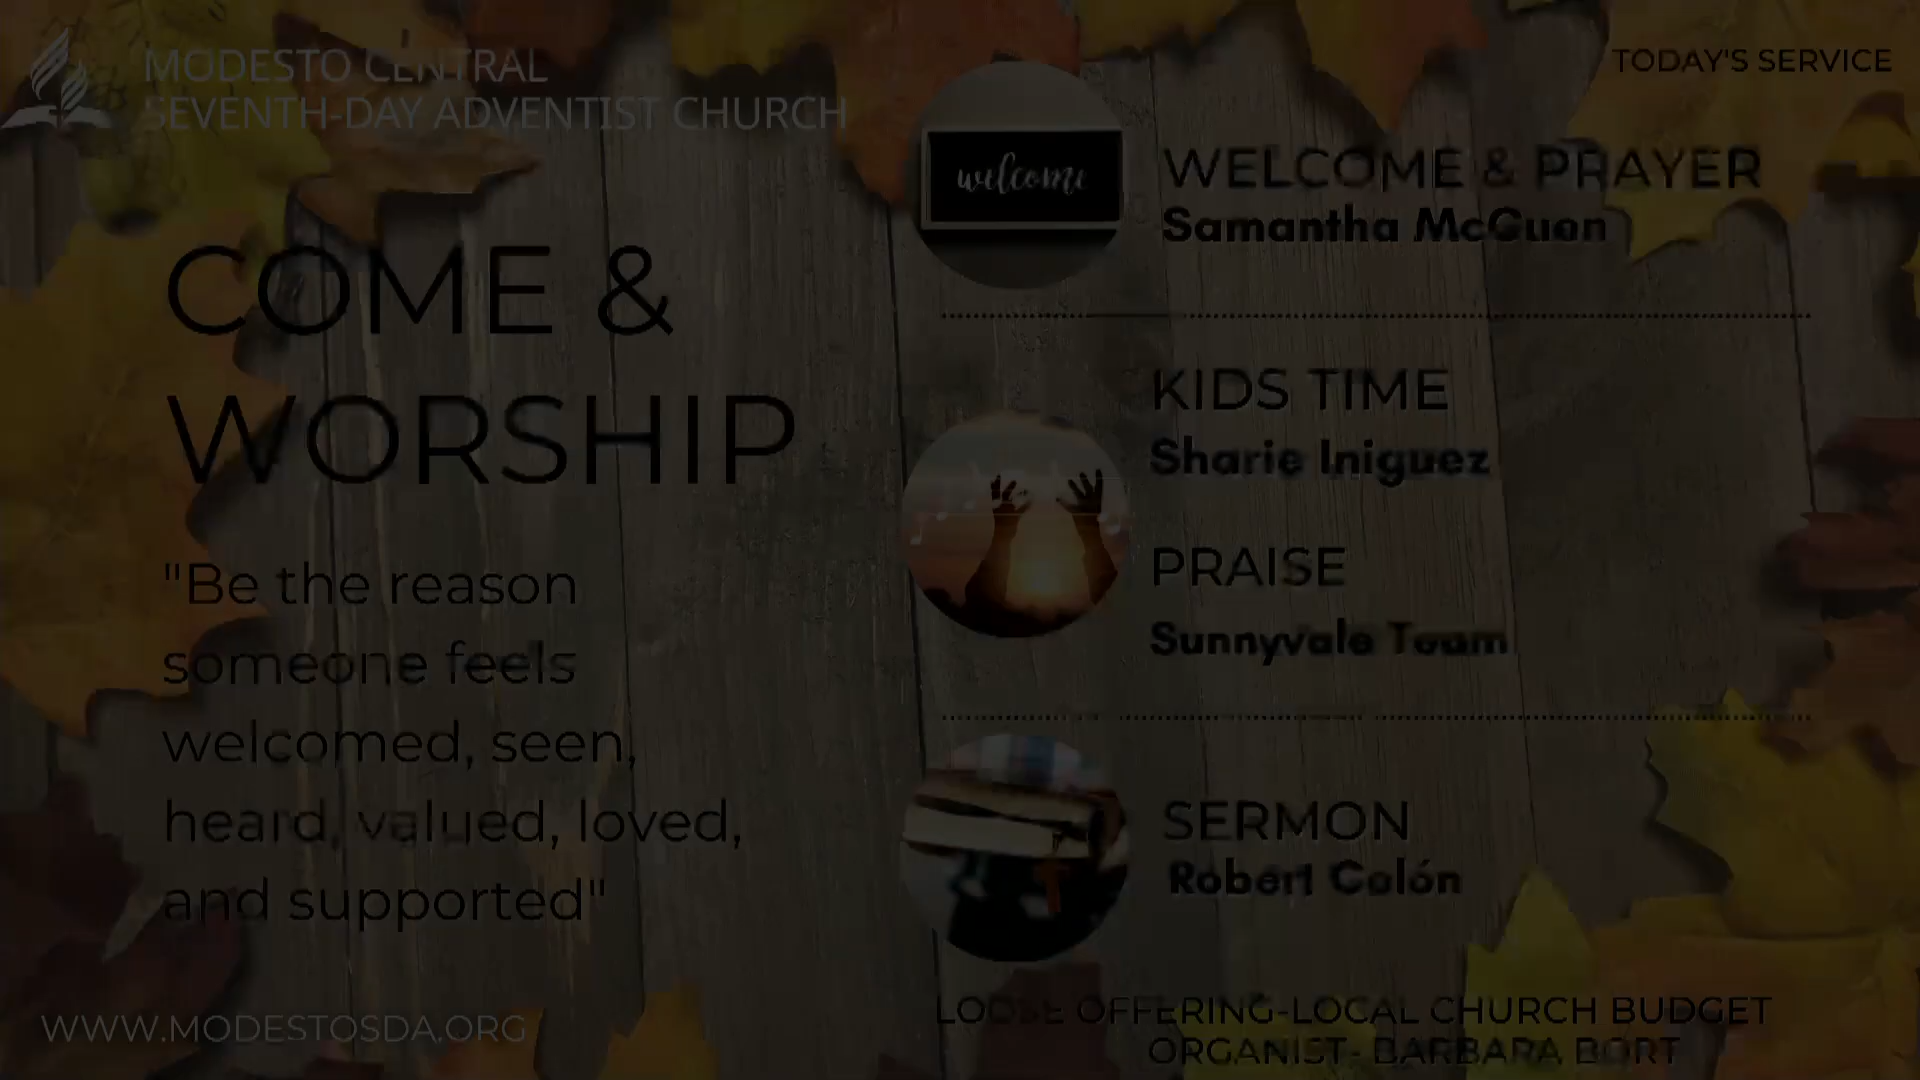 MODESTO CENTRAL
SEVENTH-DAY ADVENTIST CHURCH
COME &
WORSHIP
"Be the reason
someone feels
welcomed, seen,
heard, valued, loved,
and supported"
WWW.MODESTOSDA.ORG
TODAY'S SERVICE
welcome
WELCOME & PRAYER
Samantha McGuen
KIDS TIME
Sharie Iniguez
PRAISE
Sunnyvale Team
SERMON
Robert Colón
LOOSE OFFERING-LOCAL CHURCH BUDGET
ORGANIST- BARBARA BORT